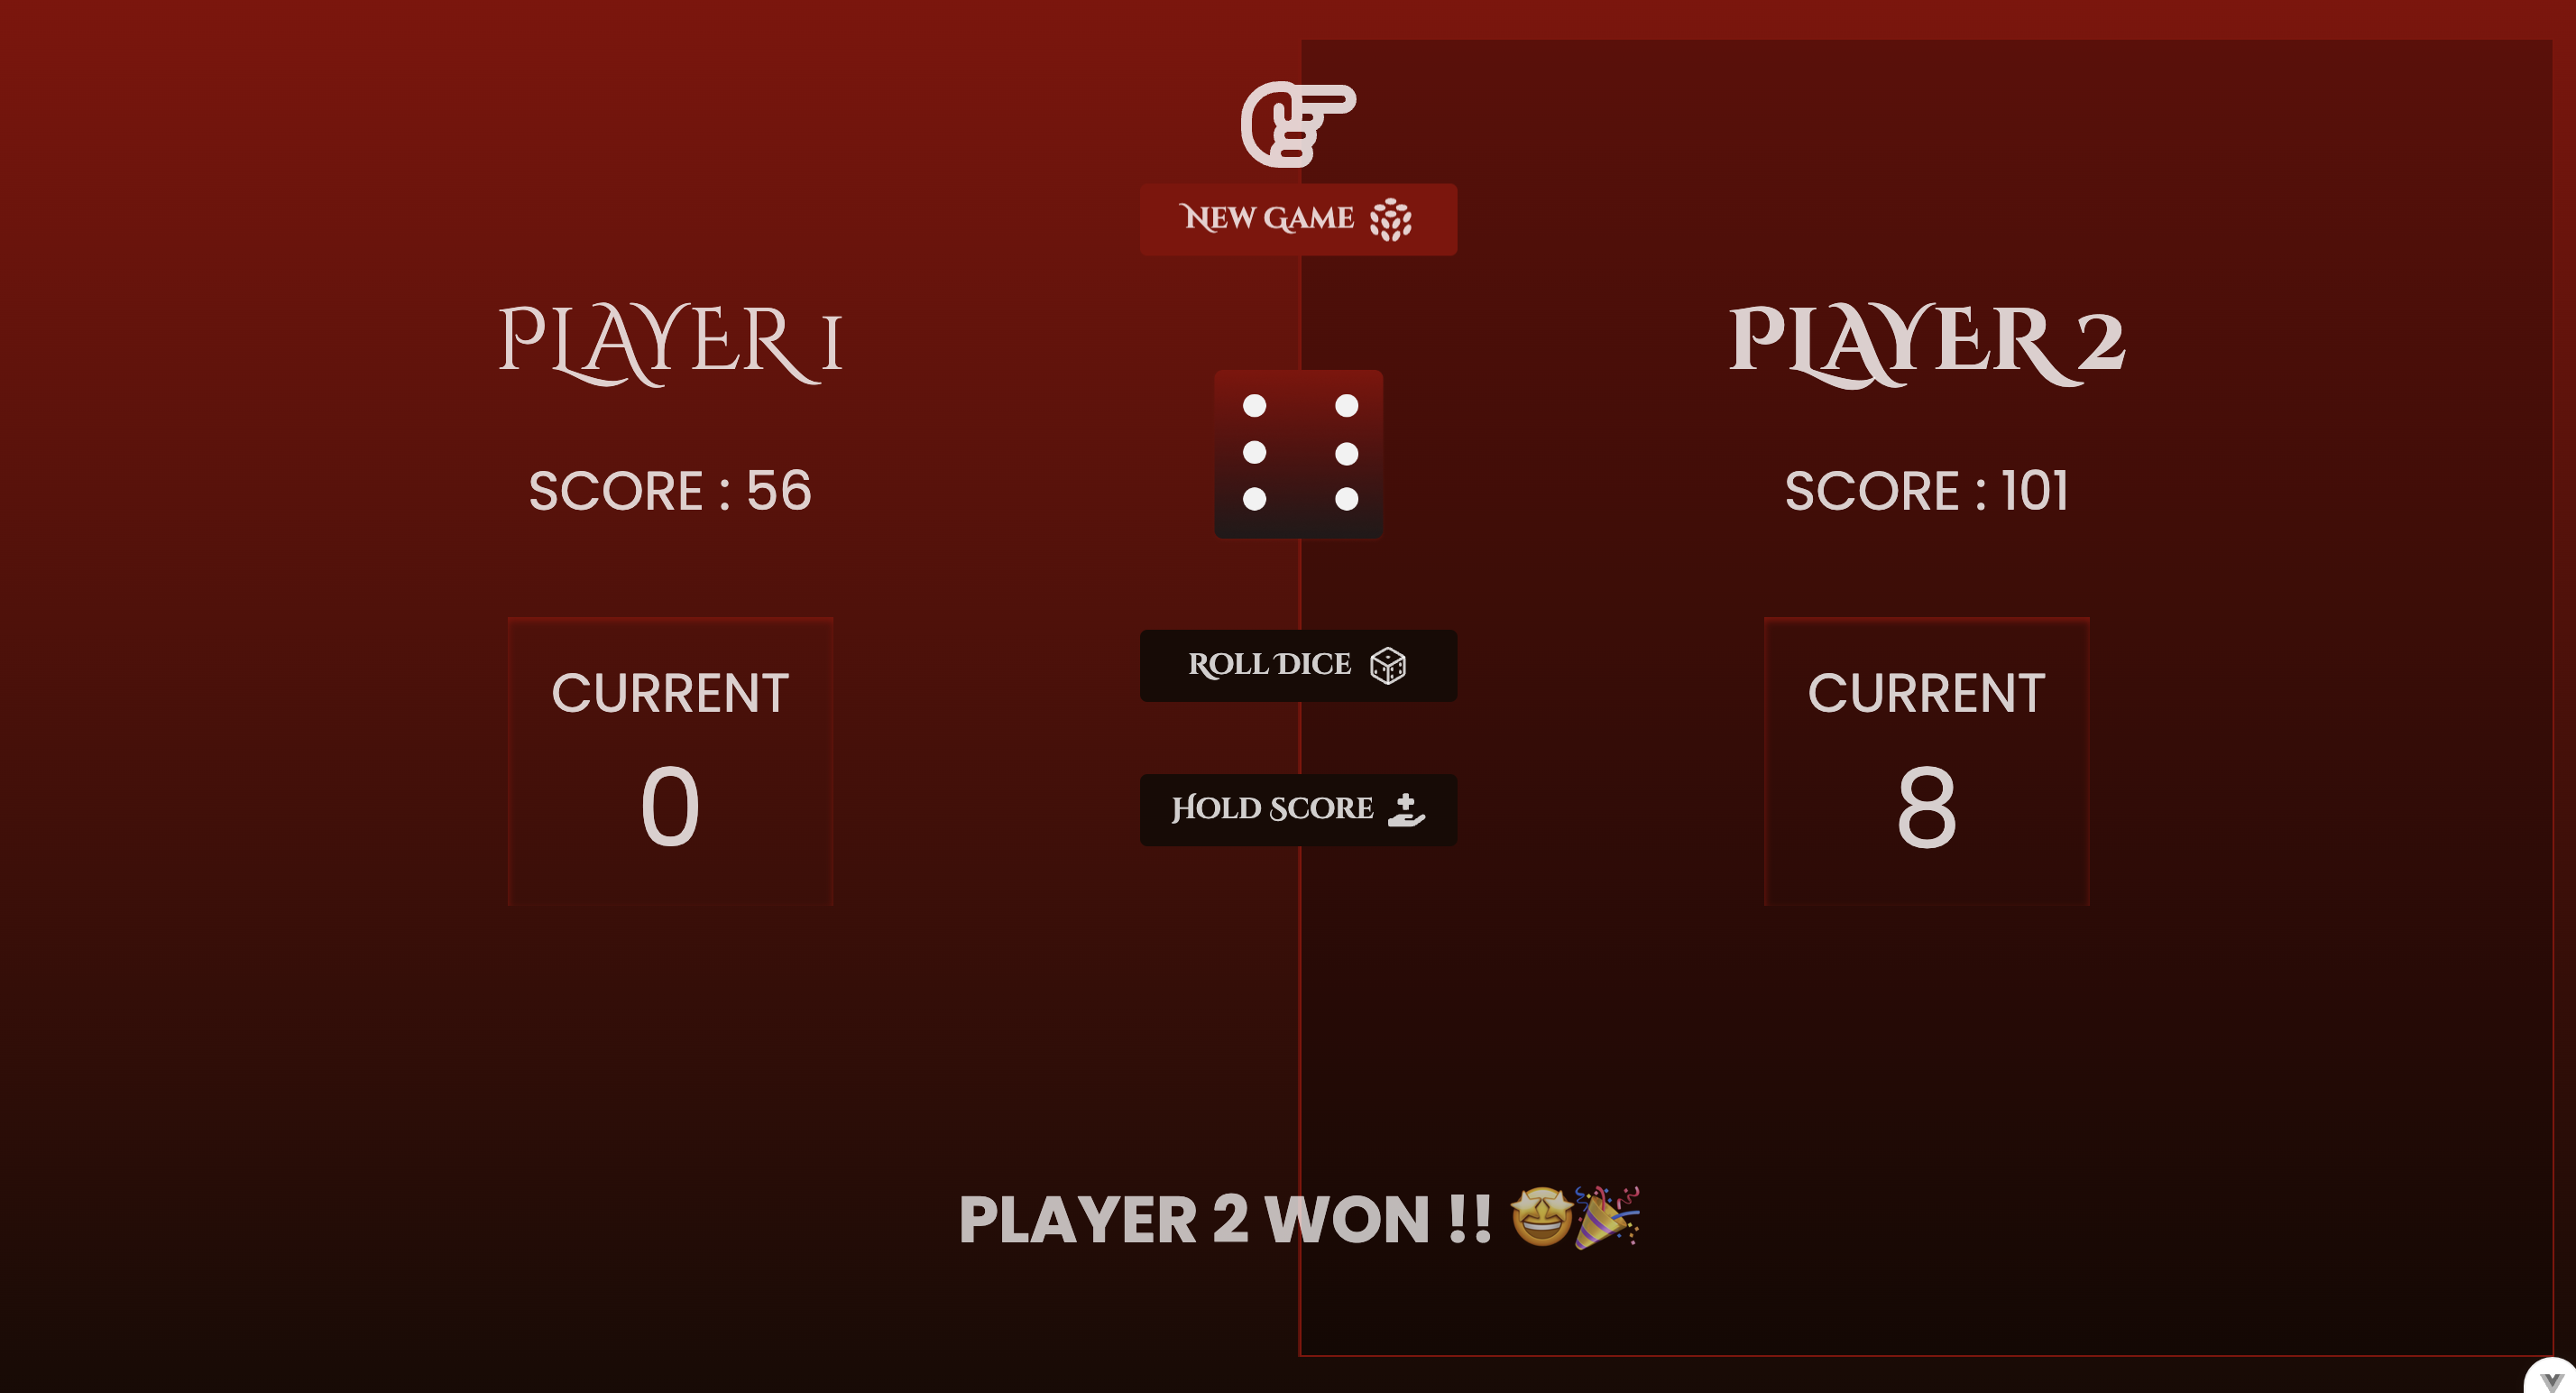 NEW GAME
PLAYER 1
SCORE : 56
CURRENT
0
ROLL DICE
HOLD SCORE
PLAYER 2
SCORE : 101
CURRENT
8
PLAYER 2 WON !! 🤩🎉